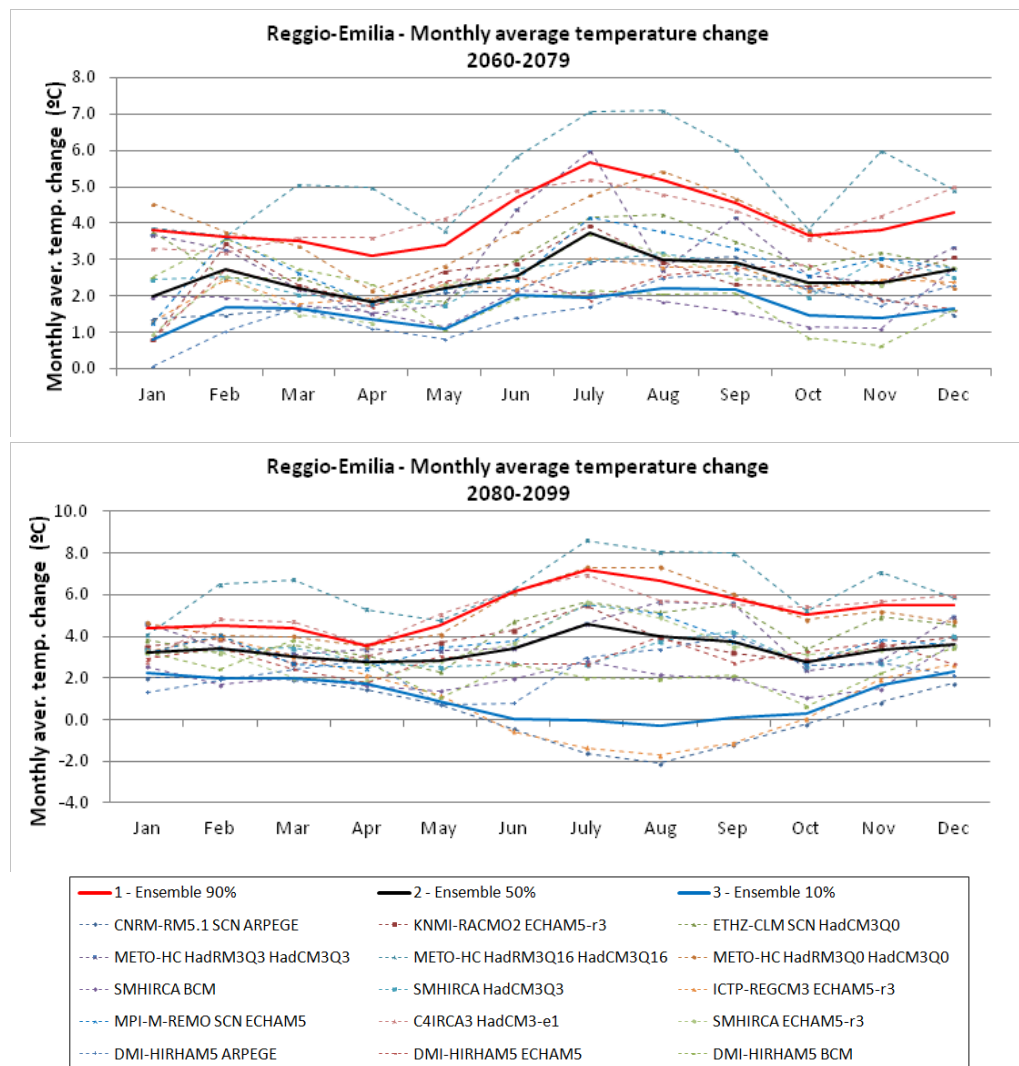 Reggio-Emilia - Monthly average temperature change
2060-2079
Monthly aver. temp. change (ºC)
8.0
7.0
6.0
5.0
4.0
3.0
2.0
1.0
0.0
Jan Feb Mar Apr May Jun July Aug Sep Oct Nov Dec
Reggio-Emilia - Monthly average temperature change
2080-2099
Monthly aver. temp. change (ºC)
10.0
8.0
6.0
4.0
2.0
0.0
-2.0
-4.0
Jan Feb Mar Apr May Jun July Aug Sep Oct Nov Dec
1 - Ensemble 90% 2 - Ensemble 50% 3 - Ensemble 10%
CNRM-RM5.1 SCN ARPEGE KNMI-RACMO2 ECHAM5-r3 ETHZ-CLM SCN HadCM3Q0
METO-HC HadRM3Q3 HadCM3Q3 METO-HC HadRM3Q16 HadCM3Q16 METO-HC HadRM3Q0 HadCM3Q0
SMHIRCA BCM SMHIRCA HadCM3Q3 ICTP-REGCM3 ECHAM5-r3
MPI-M-REMO SCN ECHAM5 C4IRCA3 HadCM3-e1 SMHIRCA ECHAM5-r3
DMI-HIRHAM5 ARPEGE DMI-HIRHAM5 ECHAM5 DMI-HIRHAM5 BCM